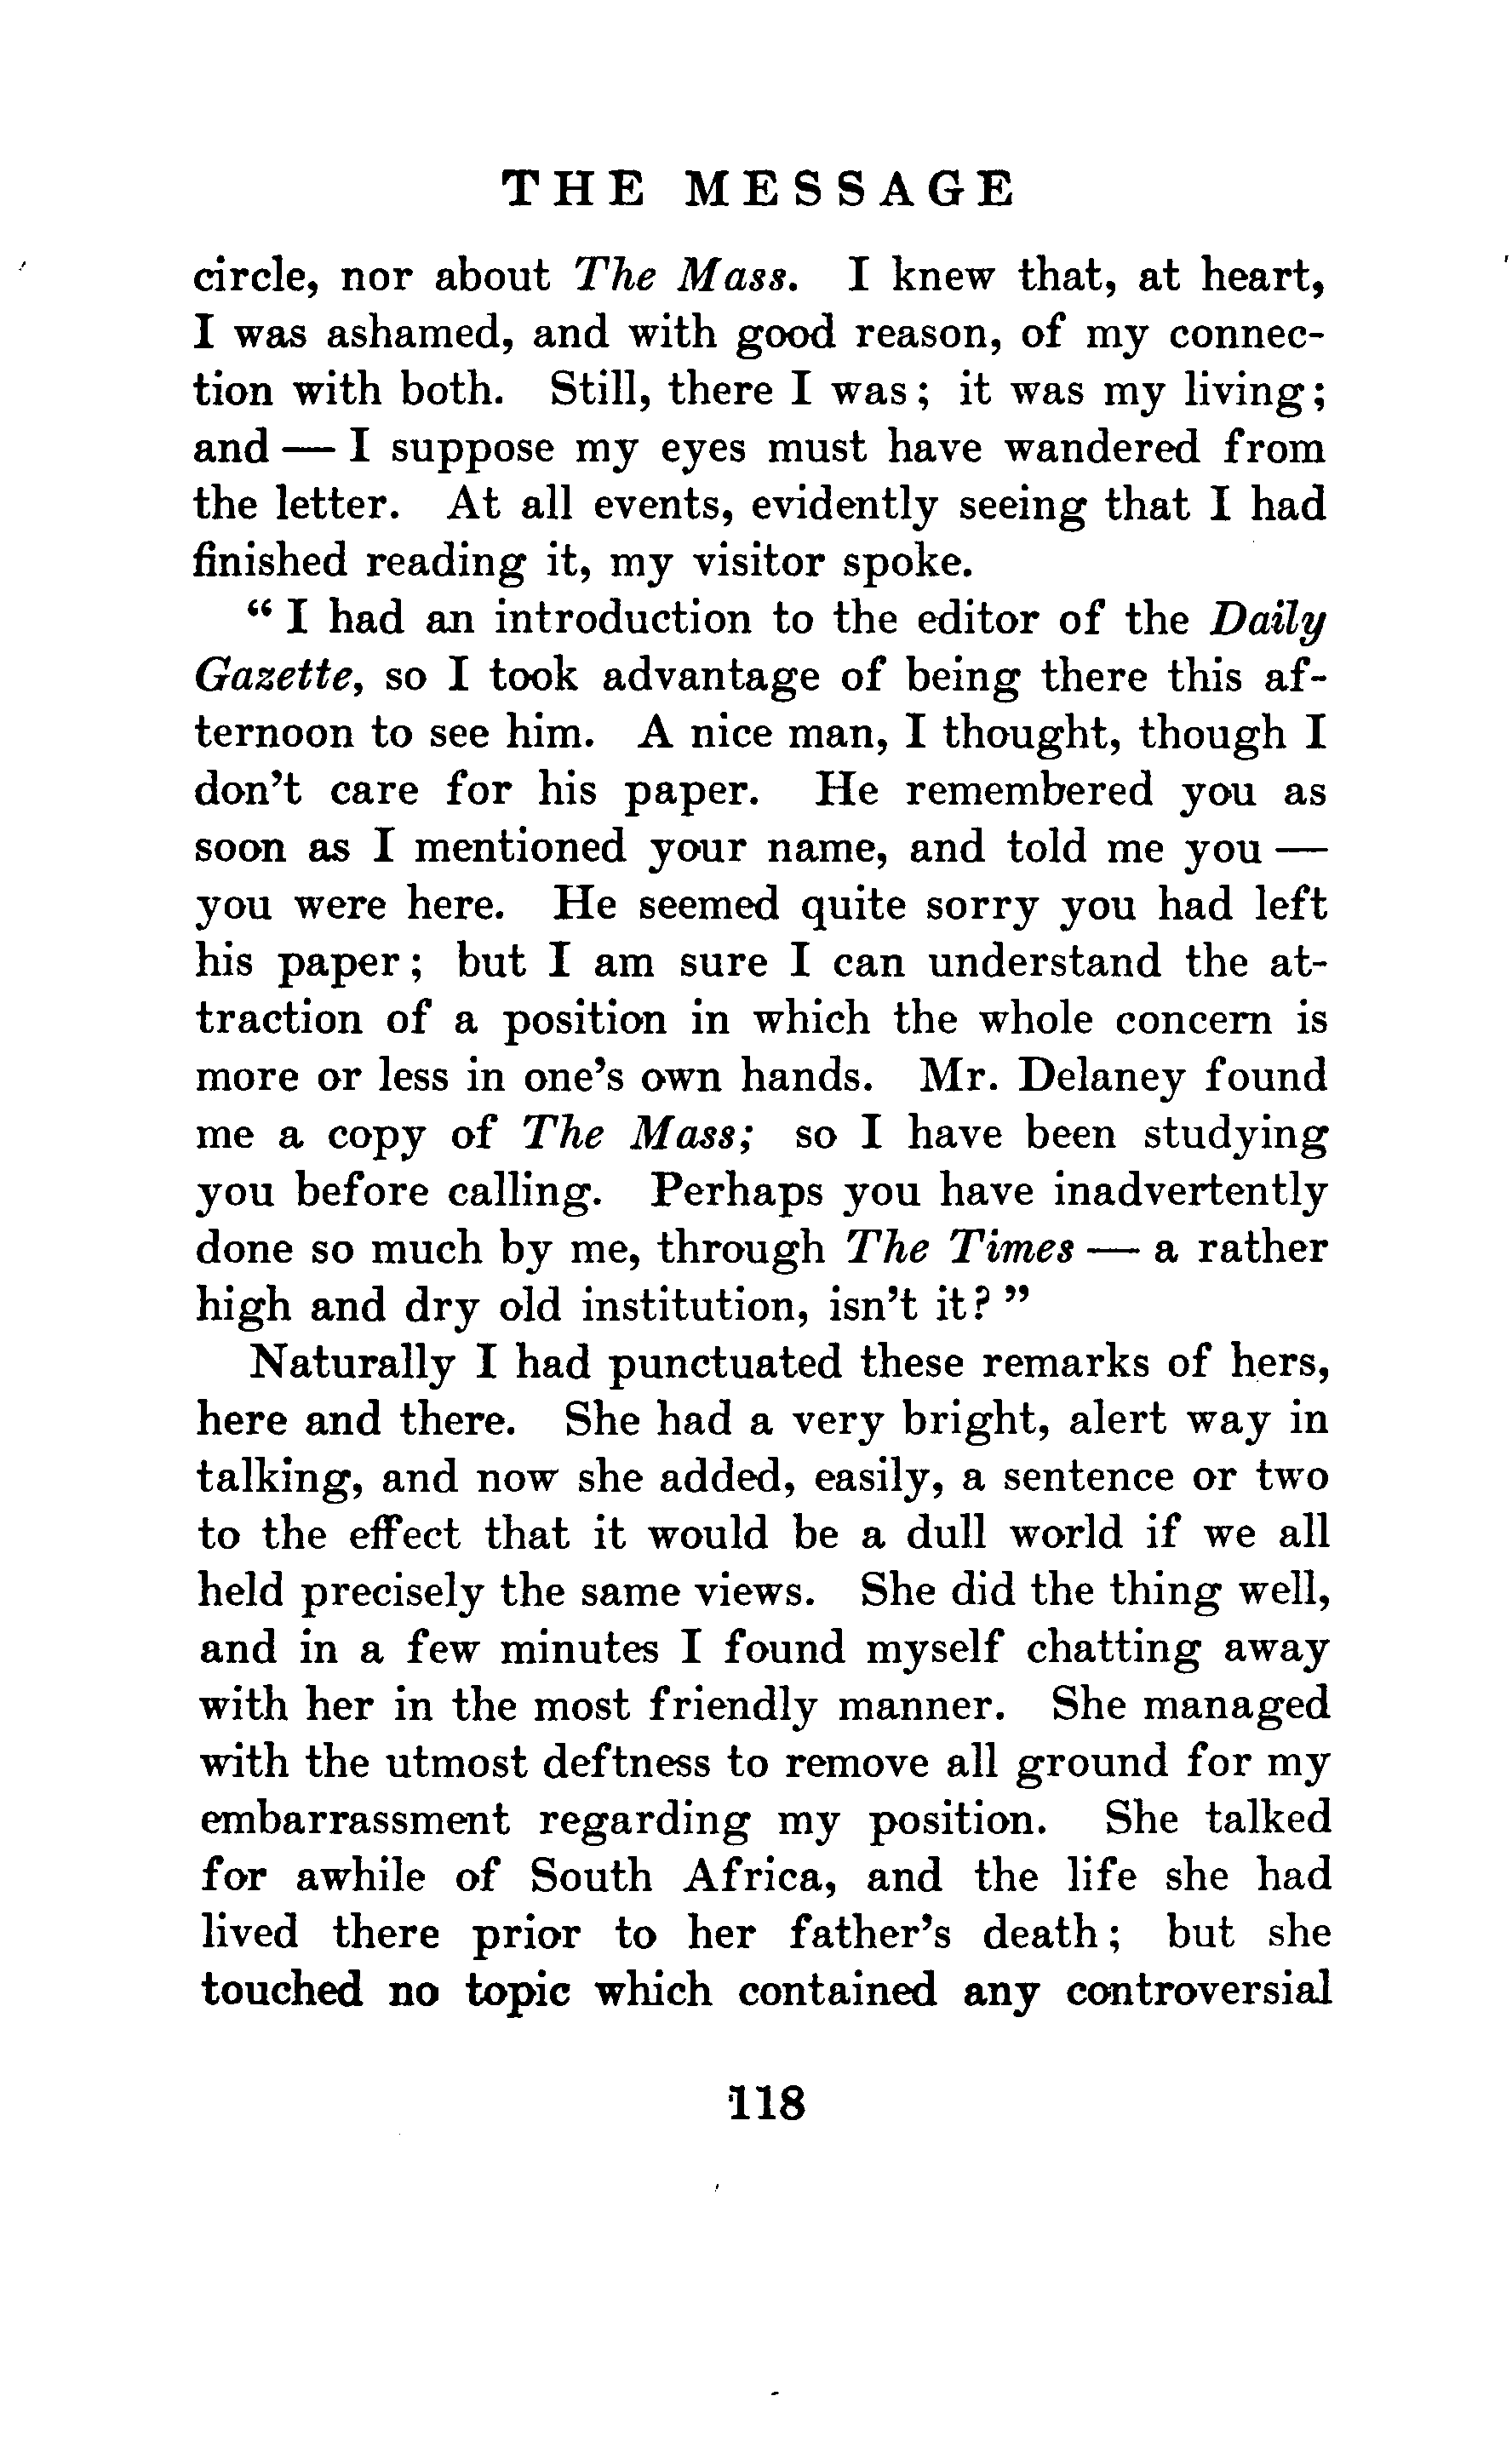 THE MESSAGE
circle, nor about The Mass. I knew that, at heart,
I was ashamed, and with good reason, of my connec-
tion with both. Still, there I was; it was my living;
and — I suppose my eyes must have wandered from
the letter. At all events, evidently seeing that I had
finished reading it, my visitor spoke.
“ I had an introduction to the editor of the Daily
Gazette, so I took advantage of being there this af-
ternoon to see him. A nice man, I thought, though I
don’t care for his paper. He remembered you as
soon as I mentioned your name, and told me you —
you were here. He seemed quite sorry you had left
his paper; but I am sure I can understand the at-
traction of a position in which the whole concern is
more or less in one’s own hands. Mr. Delaney found
me a copy of The Mass; so I have been studying
you before calling. Perhaps you have inadvertently
done so much by me, through The Times — a rather
high and dry old institution, isn’t it? ”
Naturally I had punctuated these remarks of hers,
here and there. She had a very bright, alert way in
talking, and now she added, easily, a sentence or two
to the effect that it would be a dull world if we all
held precisely the same views. She did the thing well,
and in a few minutes I found myself chatting away
with her in the most friendly manner. She managed
with the utmost deftness to remove all ground for my
embarrassment regarding my position. She talked
for awhile of South Africa, and the life she had
lived there prior to her father’s death; but she
touched no topic which contained any controversial
118